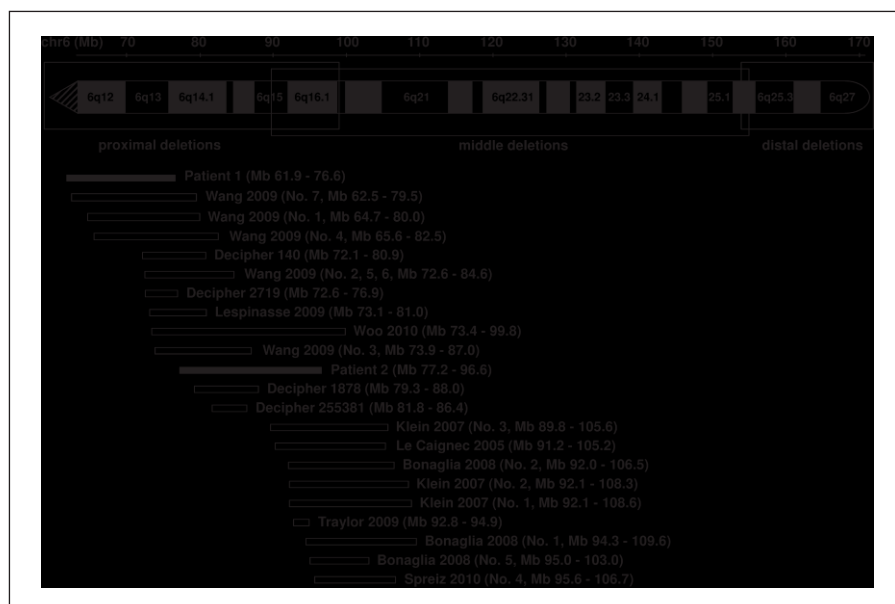 chr6 (Mb) 70 80 90 100 110 120 130 140 150 160 170
6q12 6q13 6q14.1 6q15 6q16.1 6q21 6q22.31 23.2 23.3 24.1 25.1 6q25.3 6q27
proximal deletions middle deletions distal deletions
Patient 1 (Mb 61.9 - 76.6)
Wang 2009 (No. 7, Mb 62.5 - 79.5)
Wang 2009 (No. 1, Mb 64.7 - 80.0)
Wang 2009 (No. 4, Mb 65.6 - 82.5)
Decipher 140 (Mb 72.1 - 80.9)
Wang 2009 (No. 2, 5, 6, Mb 72.6 - 84.6)
Decipher 2719 (Mb 72.6 - 76.9)
Lespinasse 2009 (Mb 73.1 - 81.0)
Woo 2010 (Mb 73.4 - 99.8)
Wang 2009 (No. 3, Mb 73.9 - 87.0)
Patient 2 (Mb 77.2 - 96.6)
Decipher 1878 (Mb 79.3 - 88.0)
Decipher 255381 (Mb 81.8 - 86.4)
Klein 2007 (No. 3, Mb 89.8 - 105.6)
Le Caignec 2005 (Mb 91.2 - 105.2)
Bonaglia 2008 (No. 2, Mb 92.0 - 106.5)
Klein 2007 (No. 2, Mb 92.1 - 108.3)
Klein 2007 (No. 1, Mb 92.1 - 108.6)
Traylor 2009 (Mb 92.8 - 94.9)
Bonaglia 2008 (No. 1, Mb 94.3 - 109.6)
Bonaglia 2008 (No. 5, Mb 95.0 - 103.0)
Spreiz 2010 (No. 4, Mb 95.6 - 106.7)